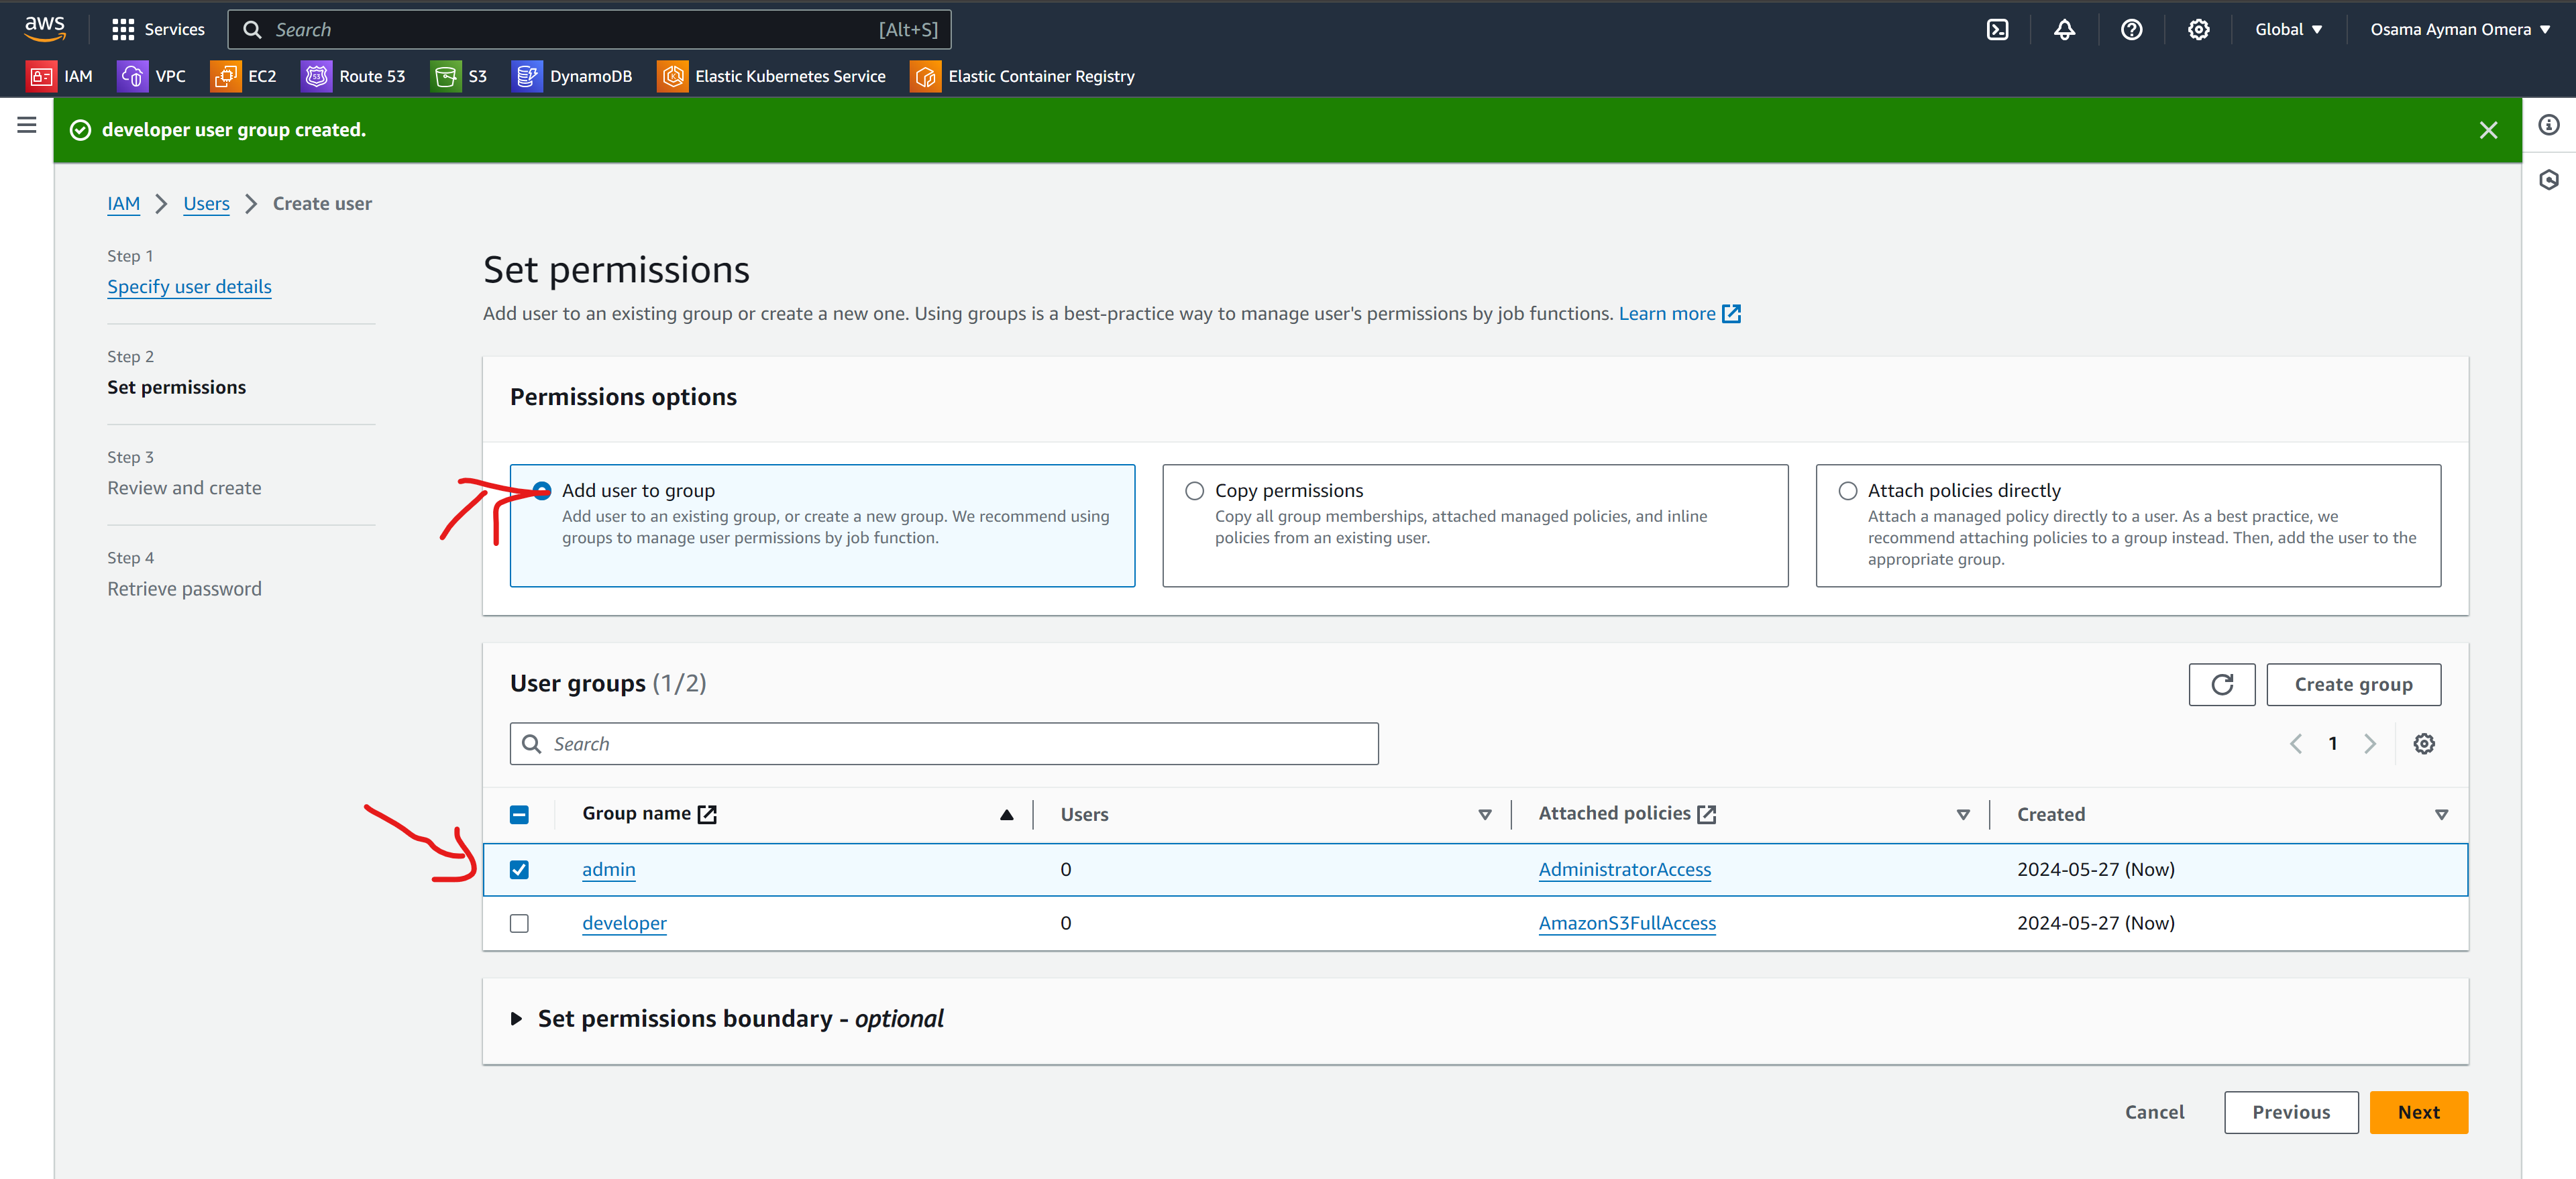 aws
Services
Search
[Alt+S]
Global
Osama Ayman Omera
IAM
VPC
EC2
Route 53
S3
DynamoDB
Elastic Kubernetes Service
Elastic Container Registry
developer user group created.
IAM
Users
Create user
Step 1
Specify user details
Step 2
Set permissions
Step 3
Review and create
Step 4
Retrieve password
Set permissions
Add user to an existing group or create a new one. Using groups is a best-practice way to manage user's permissions by job functions. Learn more
Permissions options
Add user to group
Add user to an existing group, or create a new group. We recommend using
groups to manage user permissions by job function.
Copy permissions
Copy all group memberships, attached managed policies, and inline
policies from an existing user.
Attach policies directly
Attach a managed policy directly to a user. As a best practice, we
recommend attaching policies to a group instead. Then, add the user to the
appropriate group.
User groups (1/2)
Create group
Search
1
Group name
Users
Attached policies
Created
admin
0
AdministratorAccess
2024-05-27 (Now)
developer
0
AmazonS3FullAccess
2024-05-27 (Now)
Set permissions boundary - optional
Cancel
Previous
Next